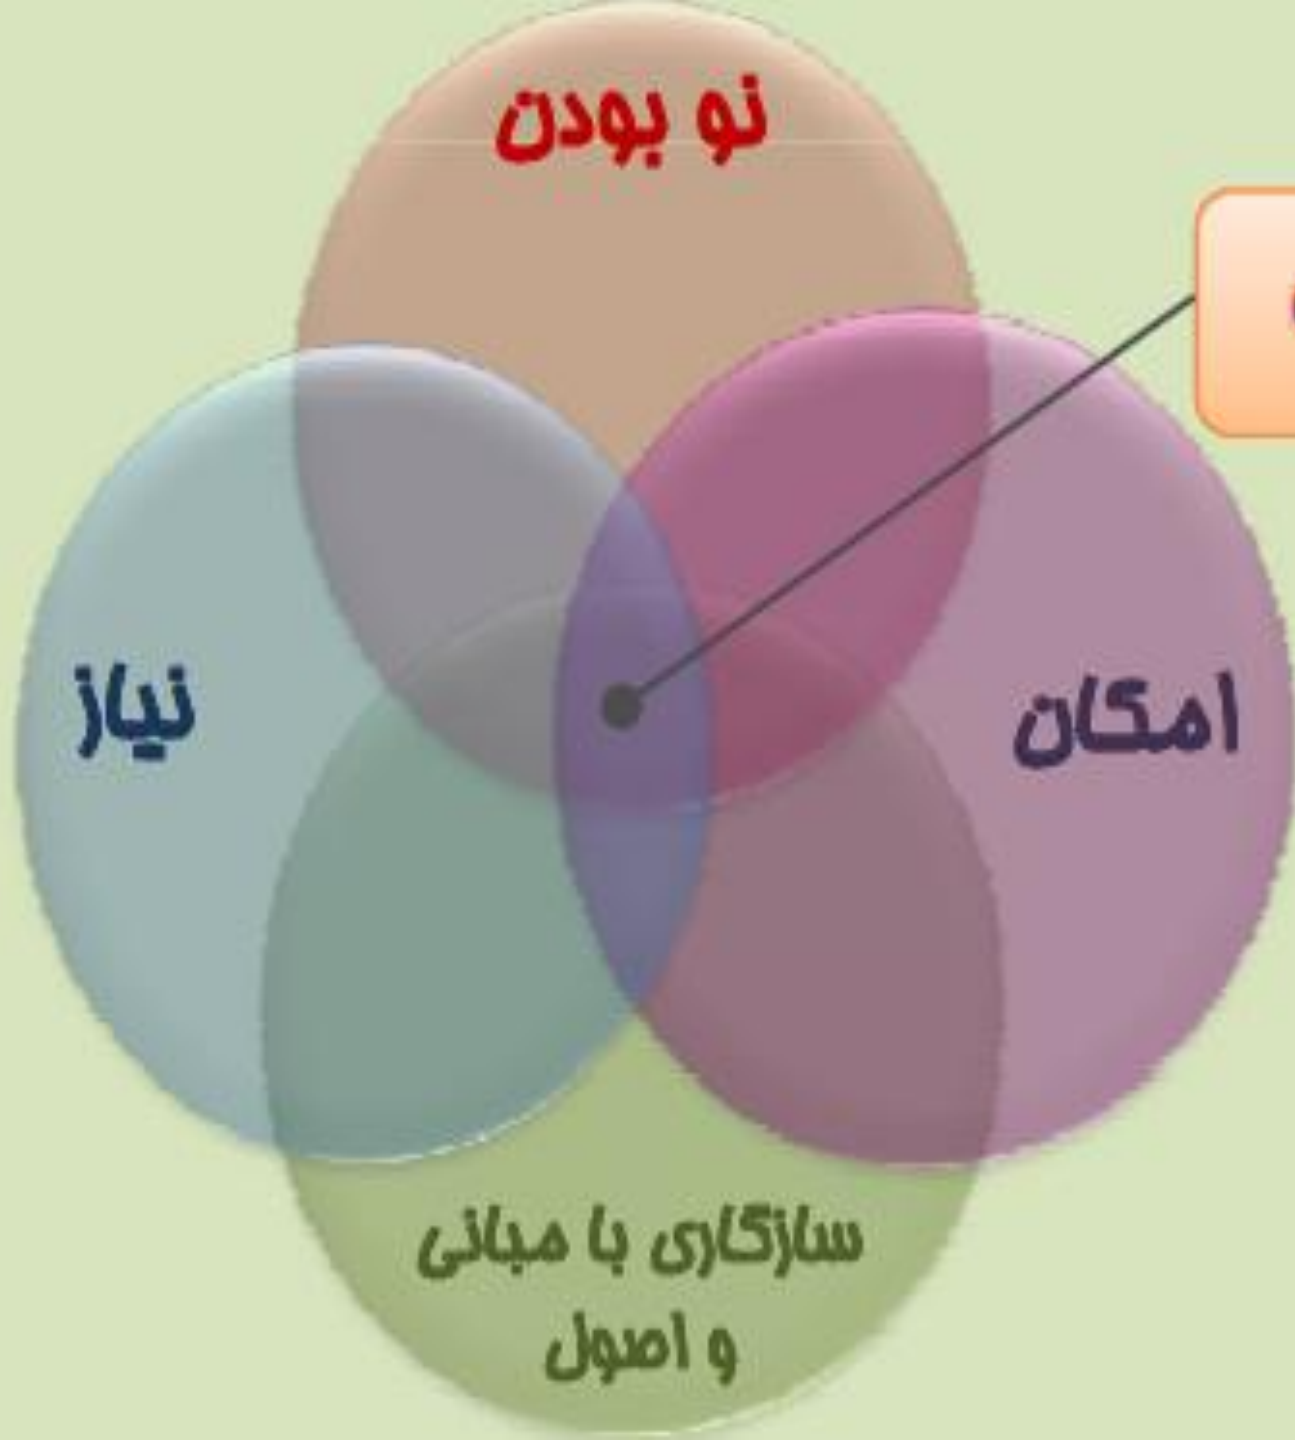 نو بودن
نیاز
امکان
سازگاری با مبانی
و اصول